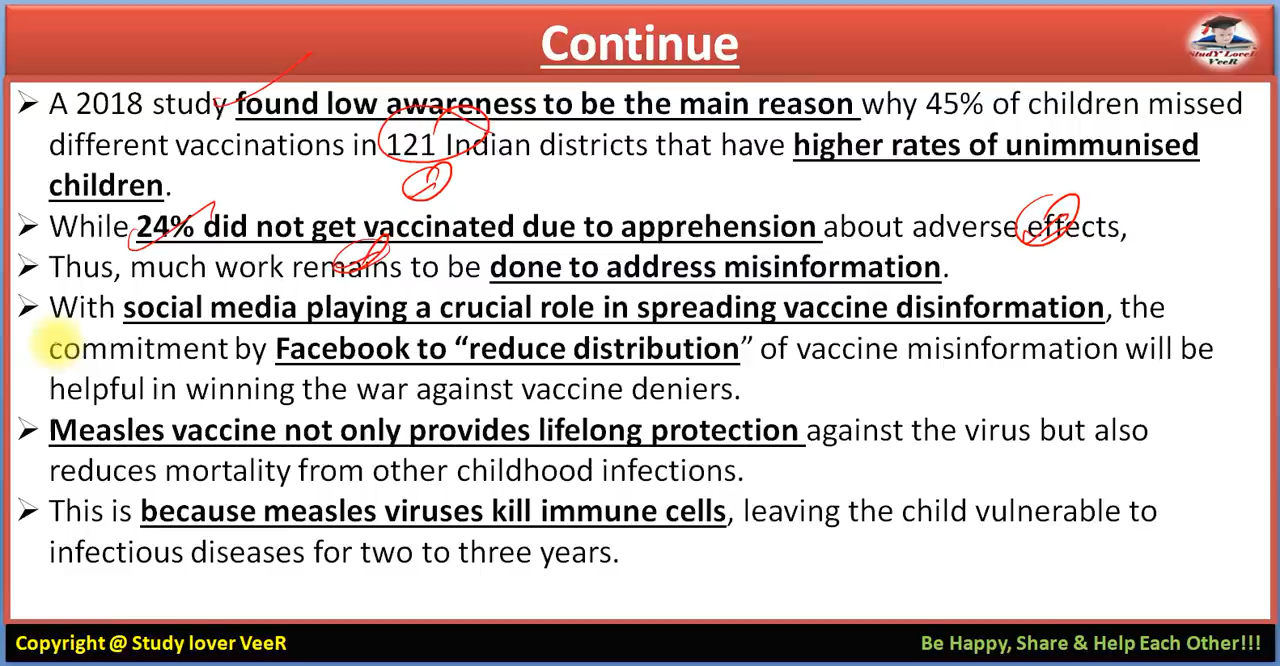 Continue
StudY LoveR
VeeR
➤ A 2018 study found low awareness to be the main reason why 45% of children missed
different vaccinations in 121 Indian districts that have higher rates of unimmunised
children.
➤ While 24% did not get vaccinated due to apprehension about adverse effects,
➤ Thus, much work remains to be done to address misinformation.
➤ With social media playing a crucial role in spreading vaccine disinformation, the
commitment by Facebook to “reduce distribution” of vaccine misinformation will be
helpful in winning the war against vaccine deniers.
➤ Measles vaccine not only provides lifelong protection against the virus but also
reduces mortality from other childhood infections.
➤ This is because measles viruses kill immune cells, leaving the child vulnerable to
infectious diseases for two to three years.
Copyright @ Study lover VeeR
Be Happy, Share & Help Each Other!!!